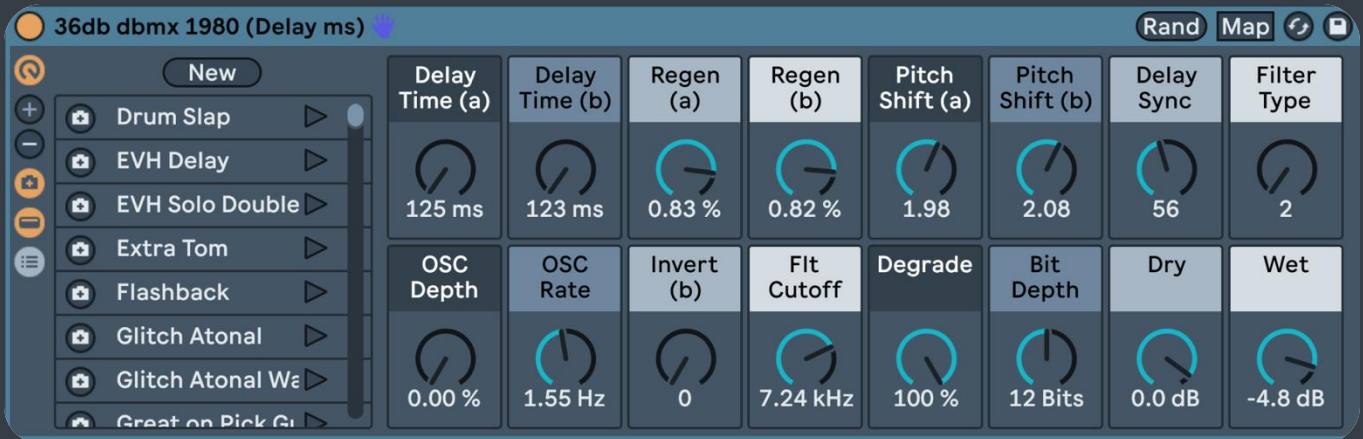 36db dbmx 1980 (Delay ms)
Rand
Map
New
Drum Slap
EVH Delay
EVH Solo Double
Extra Tom
Flashback
Glitch Atonal
Glitch Atonal Wa
Great on Pick Gu
Delay
Time (a)
125 ms
Delay
Time (b)
123 ms
Regen
(a)
0.83 %
Regen
(b)
0.82 %
Pitch
Shift (a)
1.98
Pitch
Shift (b)
2.08
Delay
Sync
56
Filter
Type
2
OSC
Depth
0.00 %
OSC
Rate
1.55 Hz
Invert
(b)
0
Flt
Cutoff
7.24 kHz
Degrade
100 %
Bit
Depth
12 Bits
Dry
0.0 dB
Wet
-4.8 dB